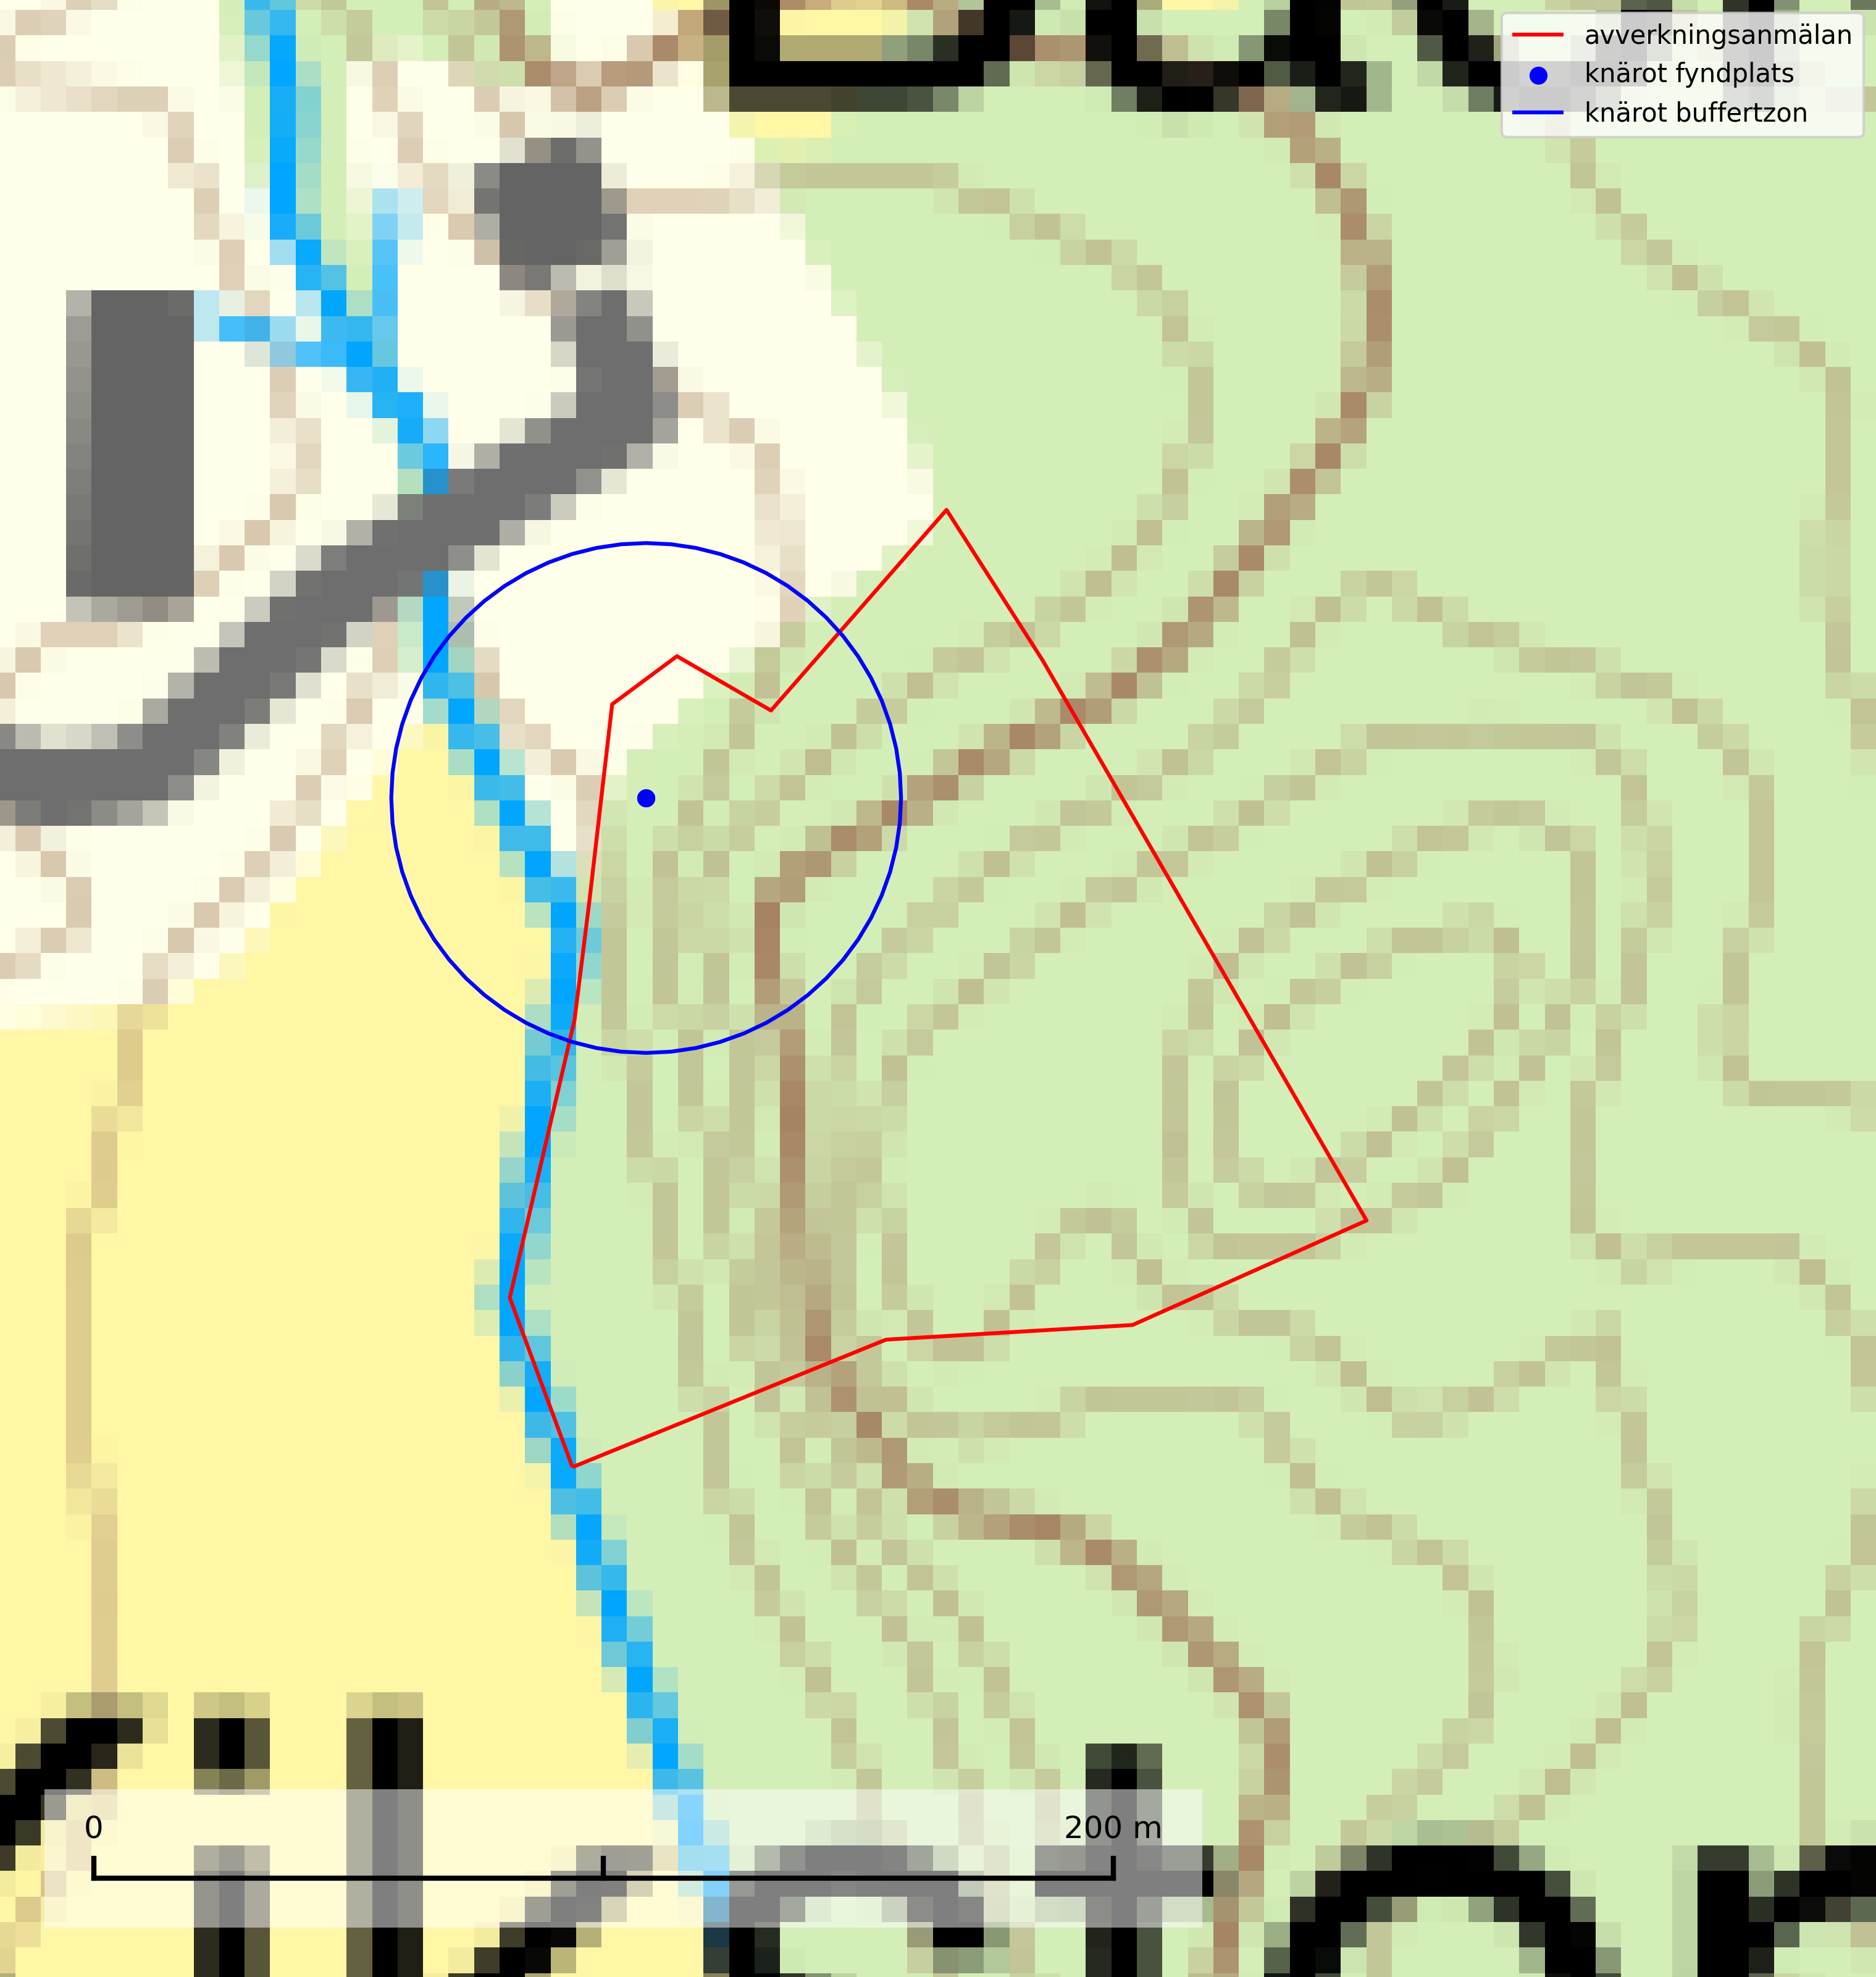 avverkningsanmälan
knärot fyndplats
knärot buffertzon
0 200 m